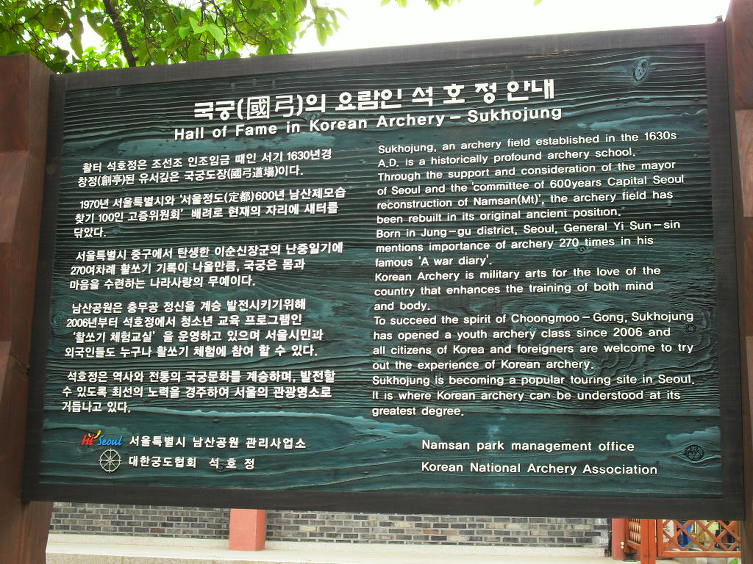 국궁(國弓)의 요람인 석호정안내
Hall of Fame in Korean Archery - Sukhojung
활터 석호정은 조선조 인조임금 때인 서기 1630년경
창정(創亭)된 유서깊은 국궁도장(國弓道場)이다.
1970년 서울특별시와 '서울정도(定都)600년 남산제모습
찾기 100인 고증위원회' 배려로 현재의 자리에 새터를
닦았다.
서울특별시 중구에서 탄생한 이순신장군의 난중일기에
270여차례 활쏘기 기록이 나올만큼, 국궁은 몸과
마음을 수련하는 나라사랑의 무예이다.
남산공원은 충무공 정신을 계승 발전시키기위해
2006년부터 석호정에서 청소년 교육 프로그램인
'활쏘기 체험교실' 을 운영하고 있으며 서울시민과
외국인들도 누구나 활쏘기 체험에 참여 할 수 있다.
석호정은 역사와 전통의 국궁문화를 계승하며, 발전할
수 있도록 최선의 노력을 경주하여 서울의 관광명소로
거듭나고 있다.
Hi Seoul 서울특별시 남산공원 관리사업소
대한궁도협회 석호정
Sukhojung, an archery field established in the 1630s
A.D. is a historically profound archery school.
Through the support and consideration of the mayor
of Seoul and the 'committee of 600years Capital Seoul
reconstruction of Namsan(Mt)', the archery field has
been rebuilt in its original ancient position.
Born in Jung-gu district, Seoul, General Yi Sun-sin
mentions importance of archery 270 times in his
famous 'A war diary'.
Korean Archery is military arts for the love of the
country that enhances the training of both mind
and body.
To succeed the spirit of Choongmoo-Gong, Sukhojung
has opened a youth archery class since 2006 and
all citizens of Korea and foreigners are welcome to try
out the experience of Korean archery.
Sukhojung is becoming a popular touring site in Seoul.
It is where Korean archery can be understood at its
greatest degree.
Namsan park management office
Korean National Archery Association